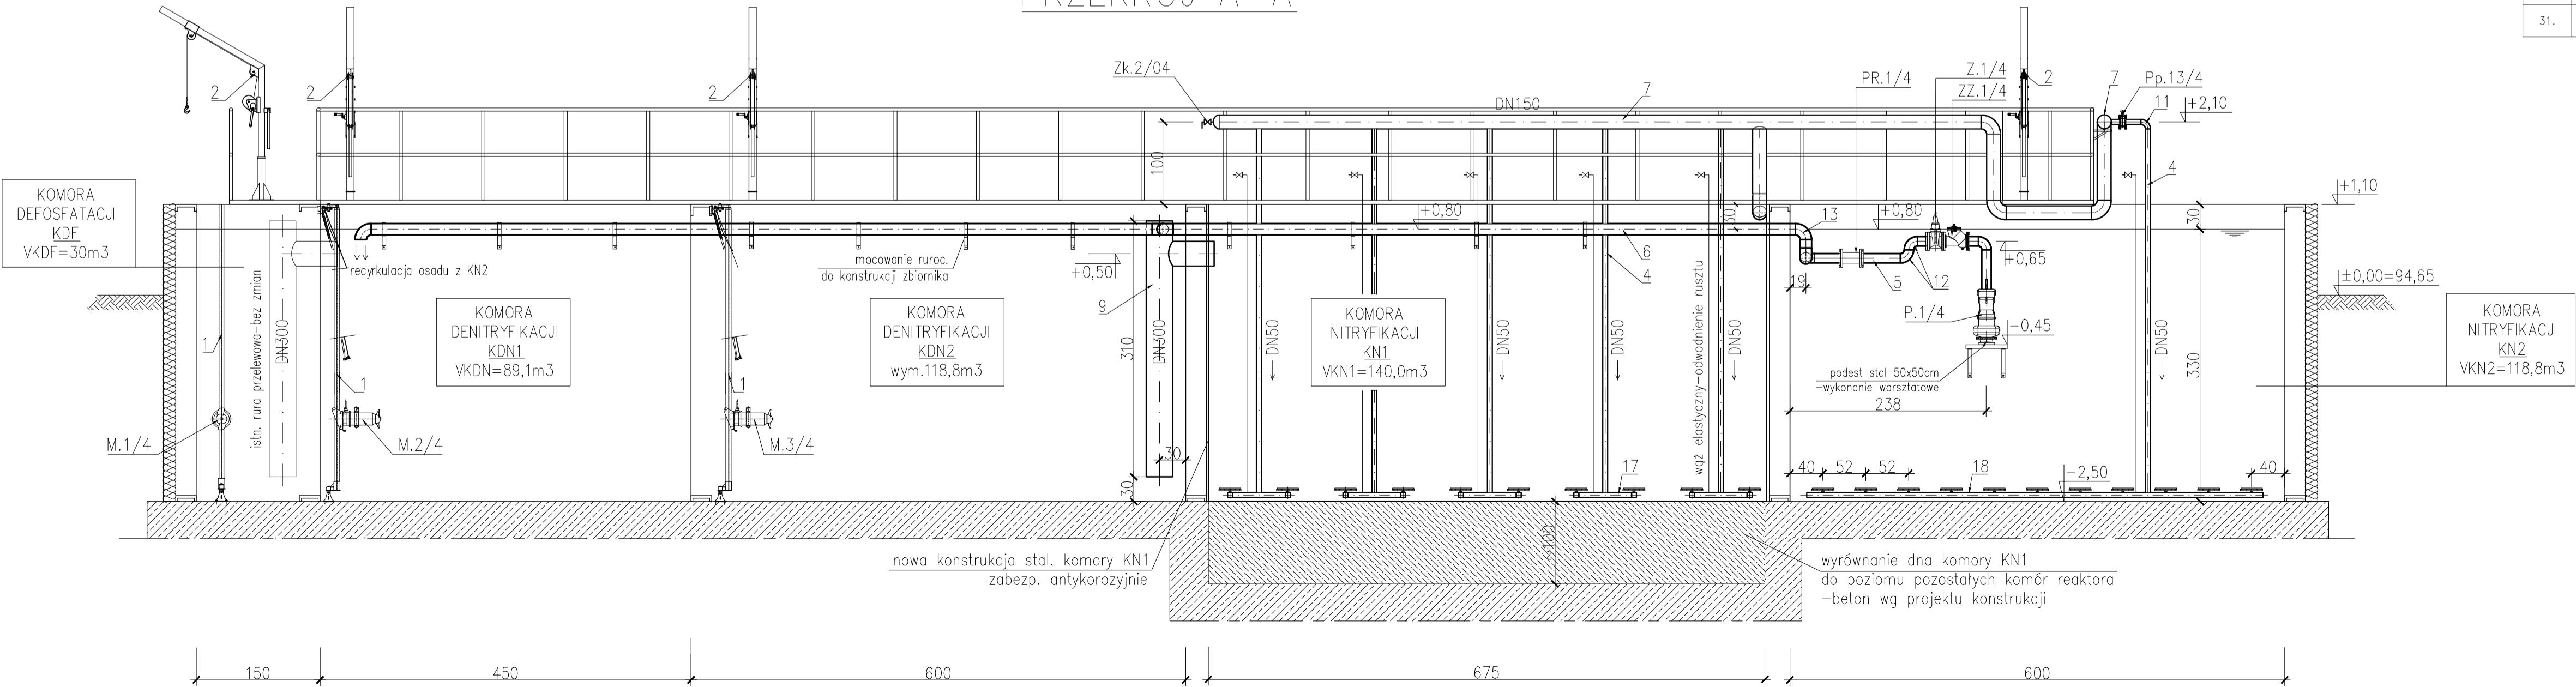 PRZEKRÓJ A-A
31.
2
2
2
Zk.2/04
DN150
7
PR.1/4
Z.1/4
ZZ.1/4
2
7
Pp.13/4
11
+2,10
100
4
KOMORA
DEFOSFATACJI
KDF
VKDF=30m3
+1,10
+0,80
30
13
+0,80
30
recyrkulacja osadu z KN2
mocowanie ruroc.
do konstrukcji zbiornika
+0,50
6
4
19
5
12
+0,65
±0,00=94,65
istn. rura przelewowa-bez zmian
DN300
KOMORA
DENITRYFIKACJI
KDN1
VKDN=89,1m3
KOMORA
DENITRYFIKACJI
KDN2
wym.118,8m3
9
310
DN300
DN50
KOMORA
NITRYFIKACJI
KN1
VKN1=140,0m3
DN50
DN50
wąż elastyczny-odwodnienie rusztu
DN50
P.1/4
-0,45
podest stal 50x50cm
-wykonanie warsztatowe
238
DN50
330
KOMORA
NITRYFIKACJI
KN2
VKN2=118,8m3
1
1
1
M.1/4
M.2/4
M.3/4
30
30
17
40
52
52
18
-2,50
40
~100
nowa konstrukcja stal. komory KN1
zabezp. antykorozyjnie
wyrównanie dna komory KN1
do poziomu pozostałych komór reaktora
-beton wg projektu konstrukcji
150
450
600
675
600